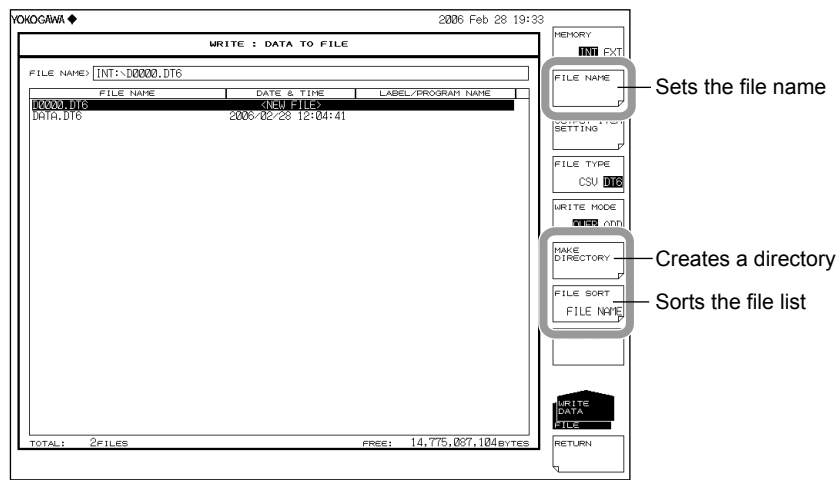 YOKOGAWA ◆ 2006 Feb 28 19:33
WRITE : DATA TO FILE
FILE NAME> INT:\D0000.DT6
FILE NAME DATE & TIME LABEL/PROGRAM NAME
D0000.DT6 <NEW FILE>
DATA.DT6 2006/02/28 12:04:41
TOTAL: 2FILES FREE: 14,775,087,104BYTES
MEMORY
INT EXT
FILE NAME
Sets the file name
OUTPUT ITEM
SETTING
FILE TYPE
CSV DT6
WRITE MODE
OVER ADD
MAKE
DIRECTORY
Creates a directory
FILE SORT
FILE NAME
Sorts the file list
WRITE
DATA
FILE
RETURN